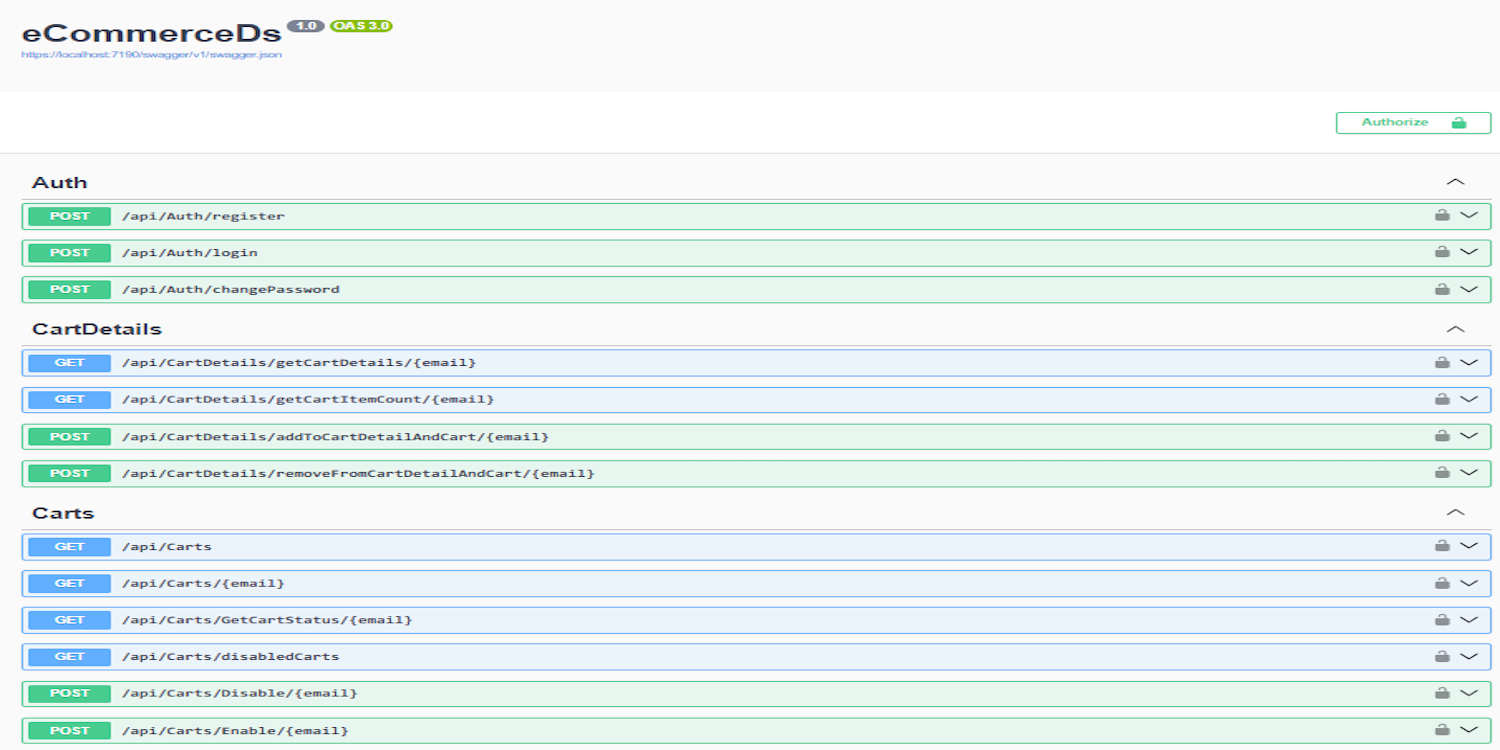 eCommerceDs 1.0 OAS 3.0
https://localhost:7190/swagger/v1/swagger.json
Authorize
Auth
POST /api/Auth/register
POST /api/Auth/login
POST /api/Auth/changePassword
CartDetails
GET /api/CartDetails/getCartDetails/{email}
GET /api/CartDetails/getCartItemCount/{email}
POST /api/CartDetails/addToCartDetailAndCart/{email}
POST /api/CartDetails/removeFromCartDetailAndCart/{email}
Carts
GET /api/Carts
GET /api/Carts/{email}
GET /api/Carts/GetCartStatus/{email}
GET /api/Carts/disabledCarts
POST /api/Carts/Disable/{email}
POST /api/Carts/Enable/{email}